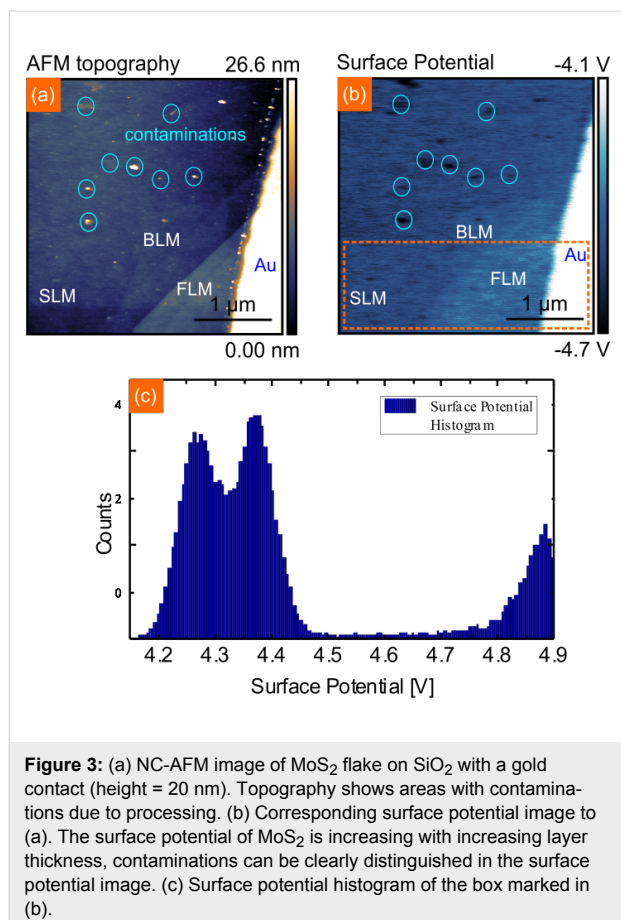 AFM topography 26.6 nm
(a)
contaminations
BLM
Au
SLM
FLM
1 µm
0.00 nm
Surface Potential -4.1 V
(b)
BLM
Au
SLM
FLM
1 µm
-4.7 V
(c)
Surface Potential
Histogram
4
2
0
Counts
4.2 4.3 4.4 4.5 4.6 4.7 4.8 4.9
Surface Potential [V]
Figure 3: (a) NC-AFM image of MoS₂ flake on SiO₂ with a gold
contact (height = 20 nm). Topography shows areas with contamina-
tions due to processing. (b) Corresponding surface potential image to
(a). The surface potential of MoS₂ is increasing with increasing layer
thickness, contaminations can be clearly distinguished in the surface
potential image. (c) Surface potential histogram of the box marked in
(b).